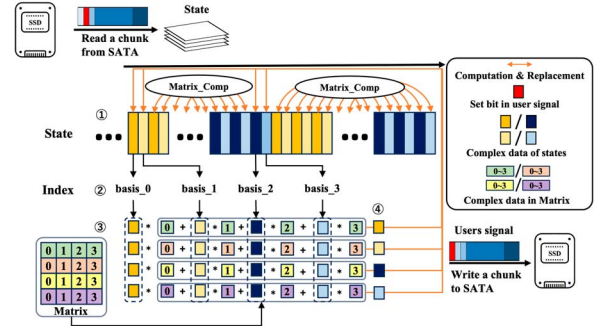 SSD
Read a chunk
from SATA
State
Matrix_Comp
Matrix_Comp
State
①
Index
②
basis_0
basis_1
basis_2
basis_3
③
④
* 0 + * 1 + * 2 + * 3
* 0 + * 1 + * 2 + * 3
* 0 + * 1 + * 2 + * 3
* 0 + * 1 + * 2 + * 3
0 1 2 3
0 1 2 3
0 1 2 3
0 1 2 3
Matrix
Computation & Replacement
Set bit in user signal
/
/
Complex data of states
0~3 / 0~3
0~3 / 0~3
Complex data in Matrix
Users signal
Write a chunk
to SATA
SSD